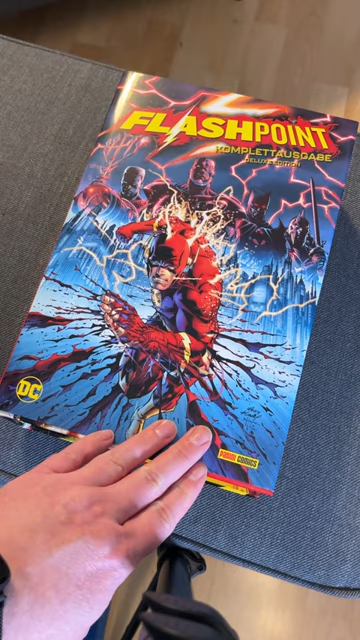 FLASHPOINT
KOMPLETTAUSGABE
DELUXE EDITION
DC
PANINI COMICS